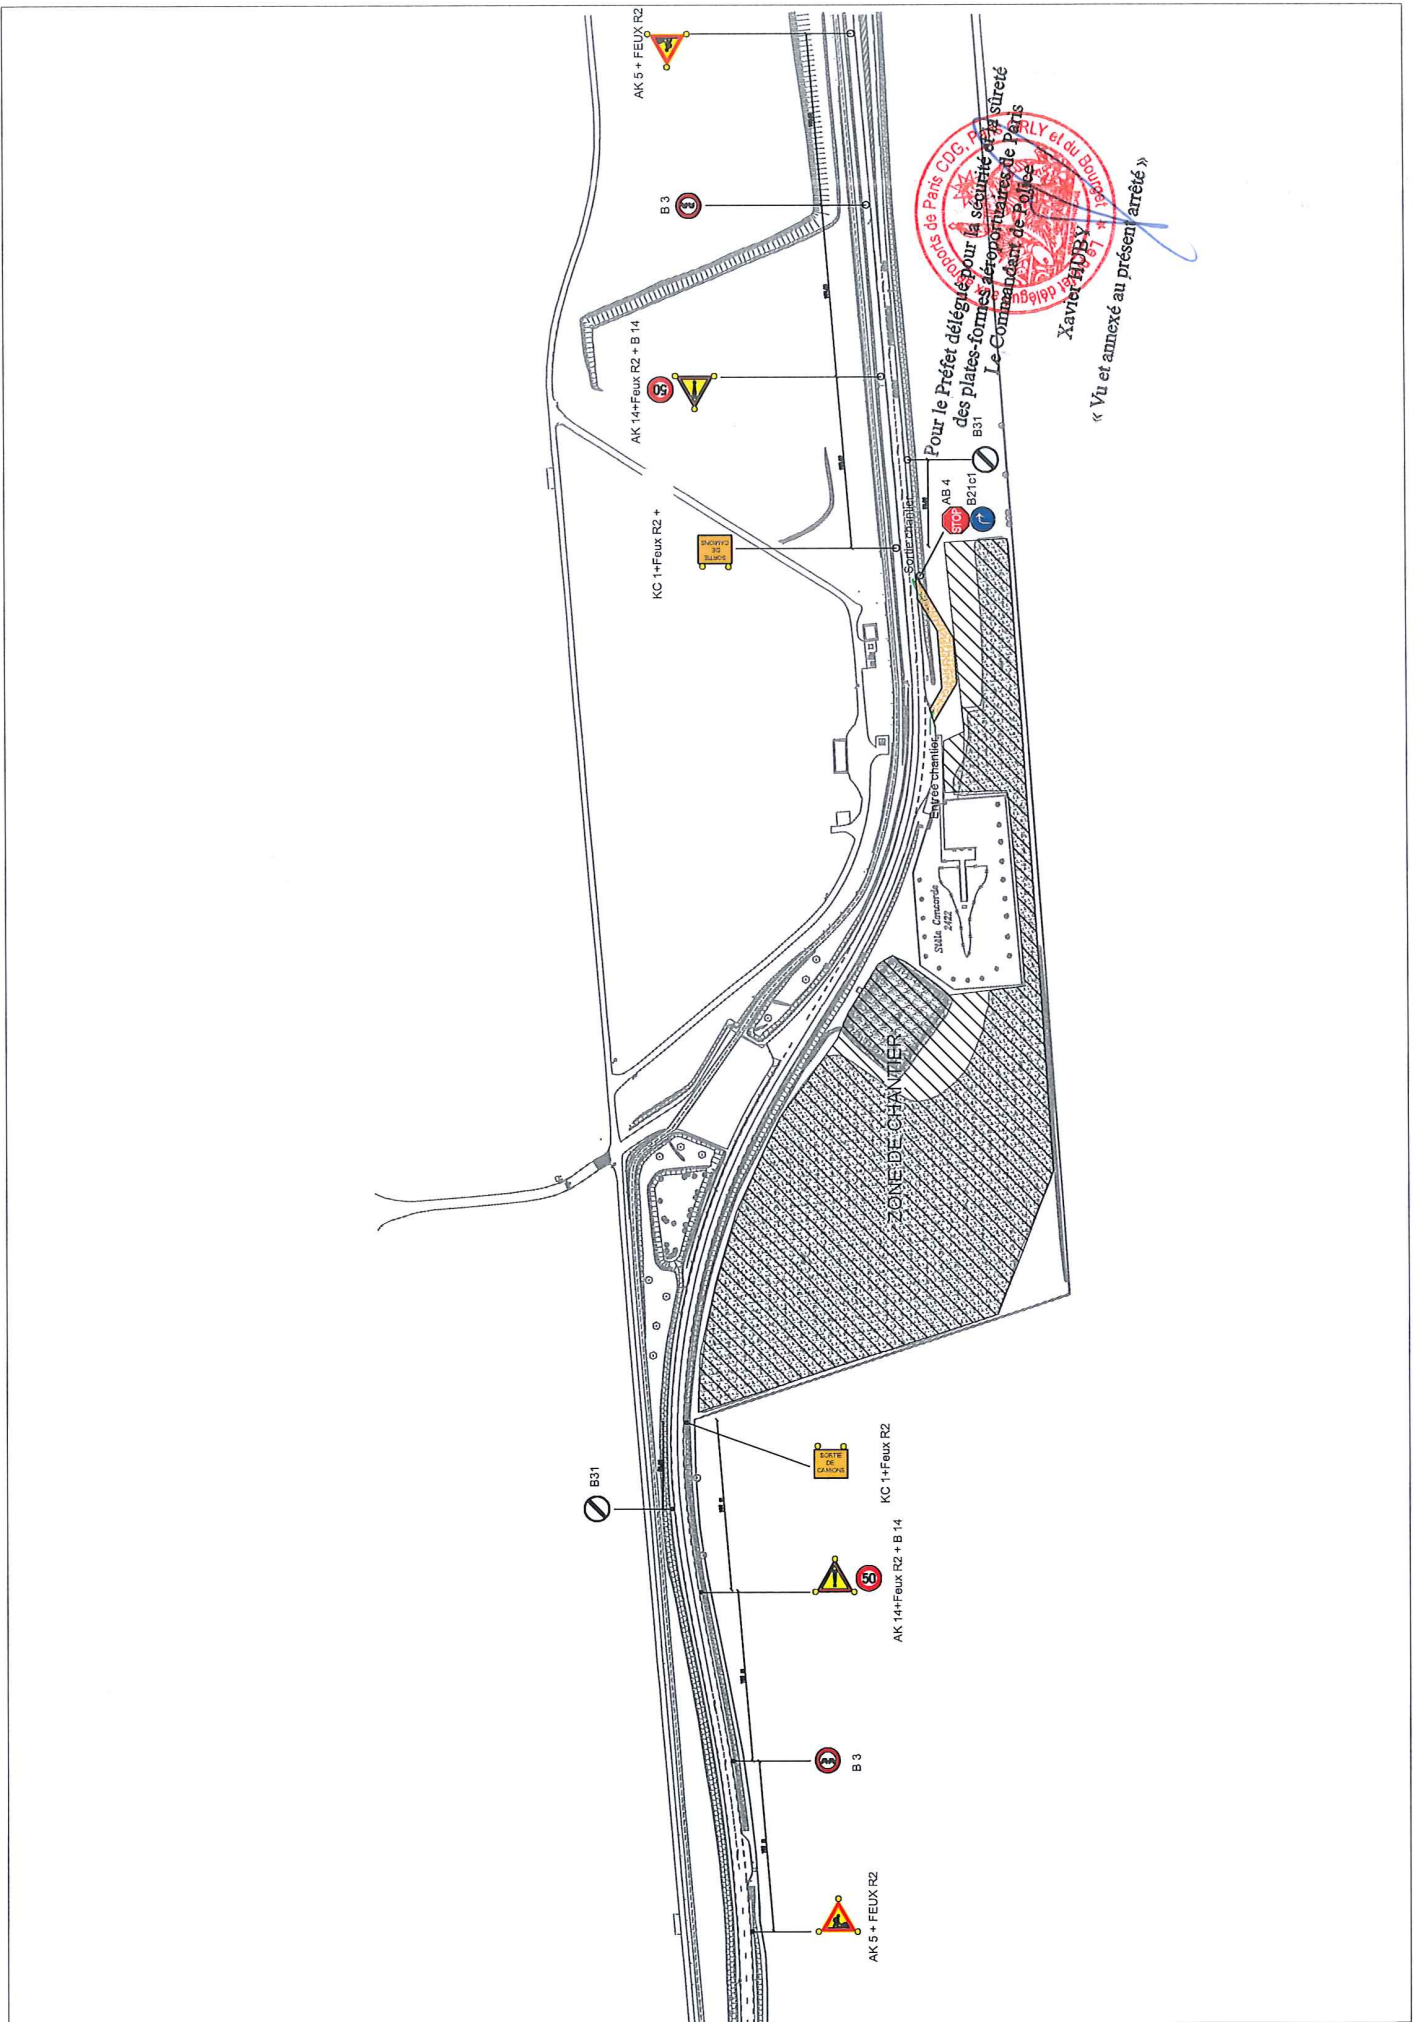 AK 5 + FEUX R2
B 3
AK 14+Feux R2 + B 14
50
KC 1+Feux R2 +
SORTIE
DE
CAMIONS
Pour le Préfet délégué pour la sécurité et la sûreté
des plates-formes aéroportuaires de Paris
Le Commandant de Police
Xavier HUBY
« Vu et annexé au présent arrêté »
B31
AB 4
STOP
B21c1
Sortie chantier
Entrée chantier
Stèle Concorde
2422
ZONE DE CHANTIER
B31
SORTIE
DE
CAMIONS
KC 1+Feux R2
50
AK 14+Feux R2 + B 14
B 3
AK 5 + FEUX R2